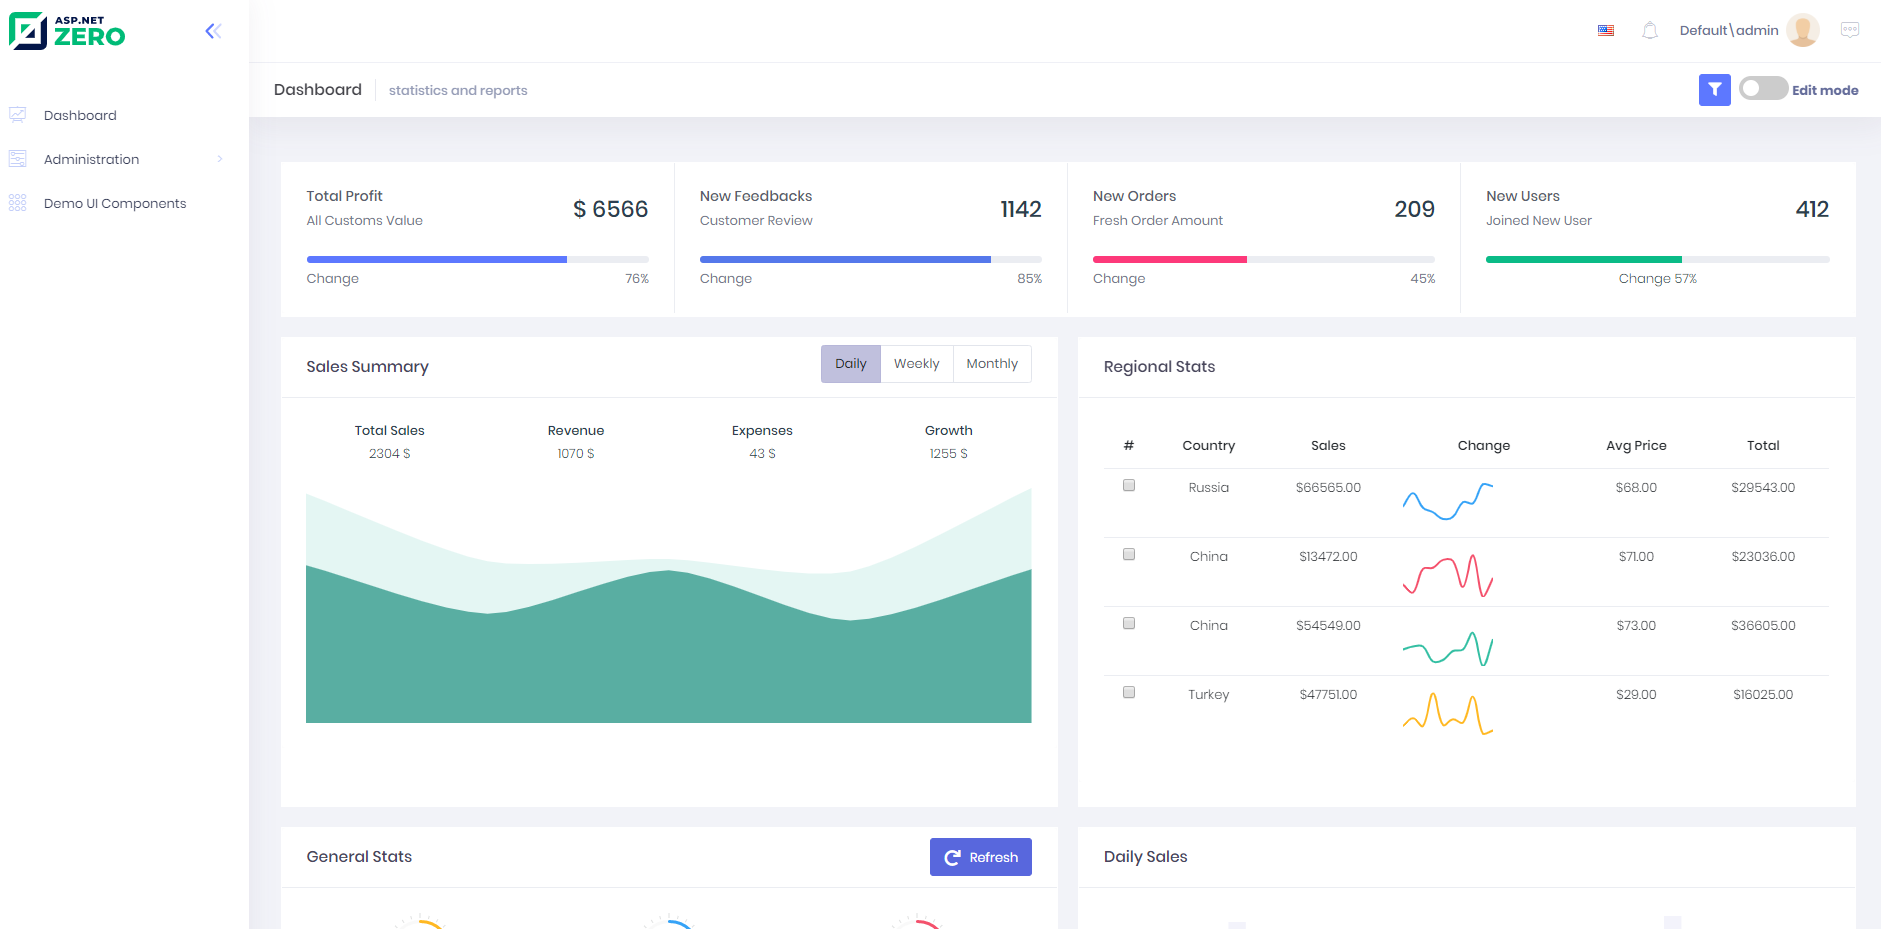 ASP.NET
ZERO
Default\admin
Dashboard
statistics and reports
Edit mode
Dashboard
Administration
Demo UI Components
Total Profit
All Customs Value
$ 6566
Change
76%
New Feedbacks
Customer Review
1142
Change
85%
New Orders
Fresh Order Amount
209
Change
45%
New Users
Joined New User
412
Change 57%
Sales Summary
Daily
Weekly
Monthly
Total Sales
2304 $
Revenue
1070 $
Expenses
43 $
Growth
1255 $
Regional Stats
# Country Sales Change Avg Price Total
Russia $66565.00 $68.00 $29543.00
China $13472.00 $71.00 $23036.00
China $54549.00 $73.00 $36605.00
Turkey $47751.00 $29.00 $16025.00
General Stats
Refresh
Daily Sales